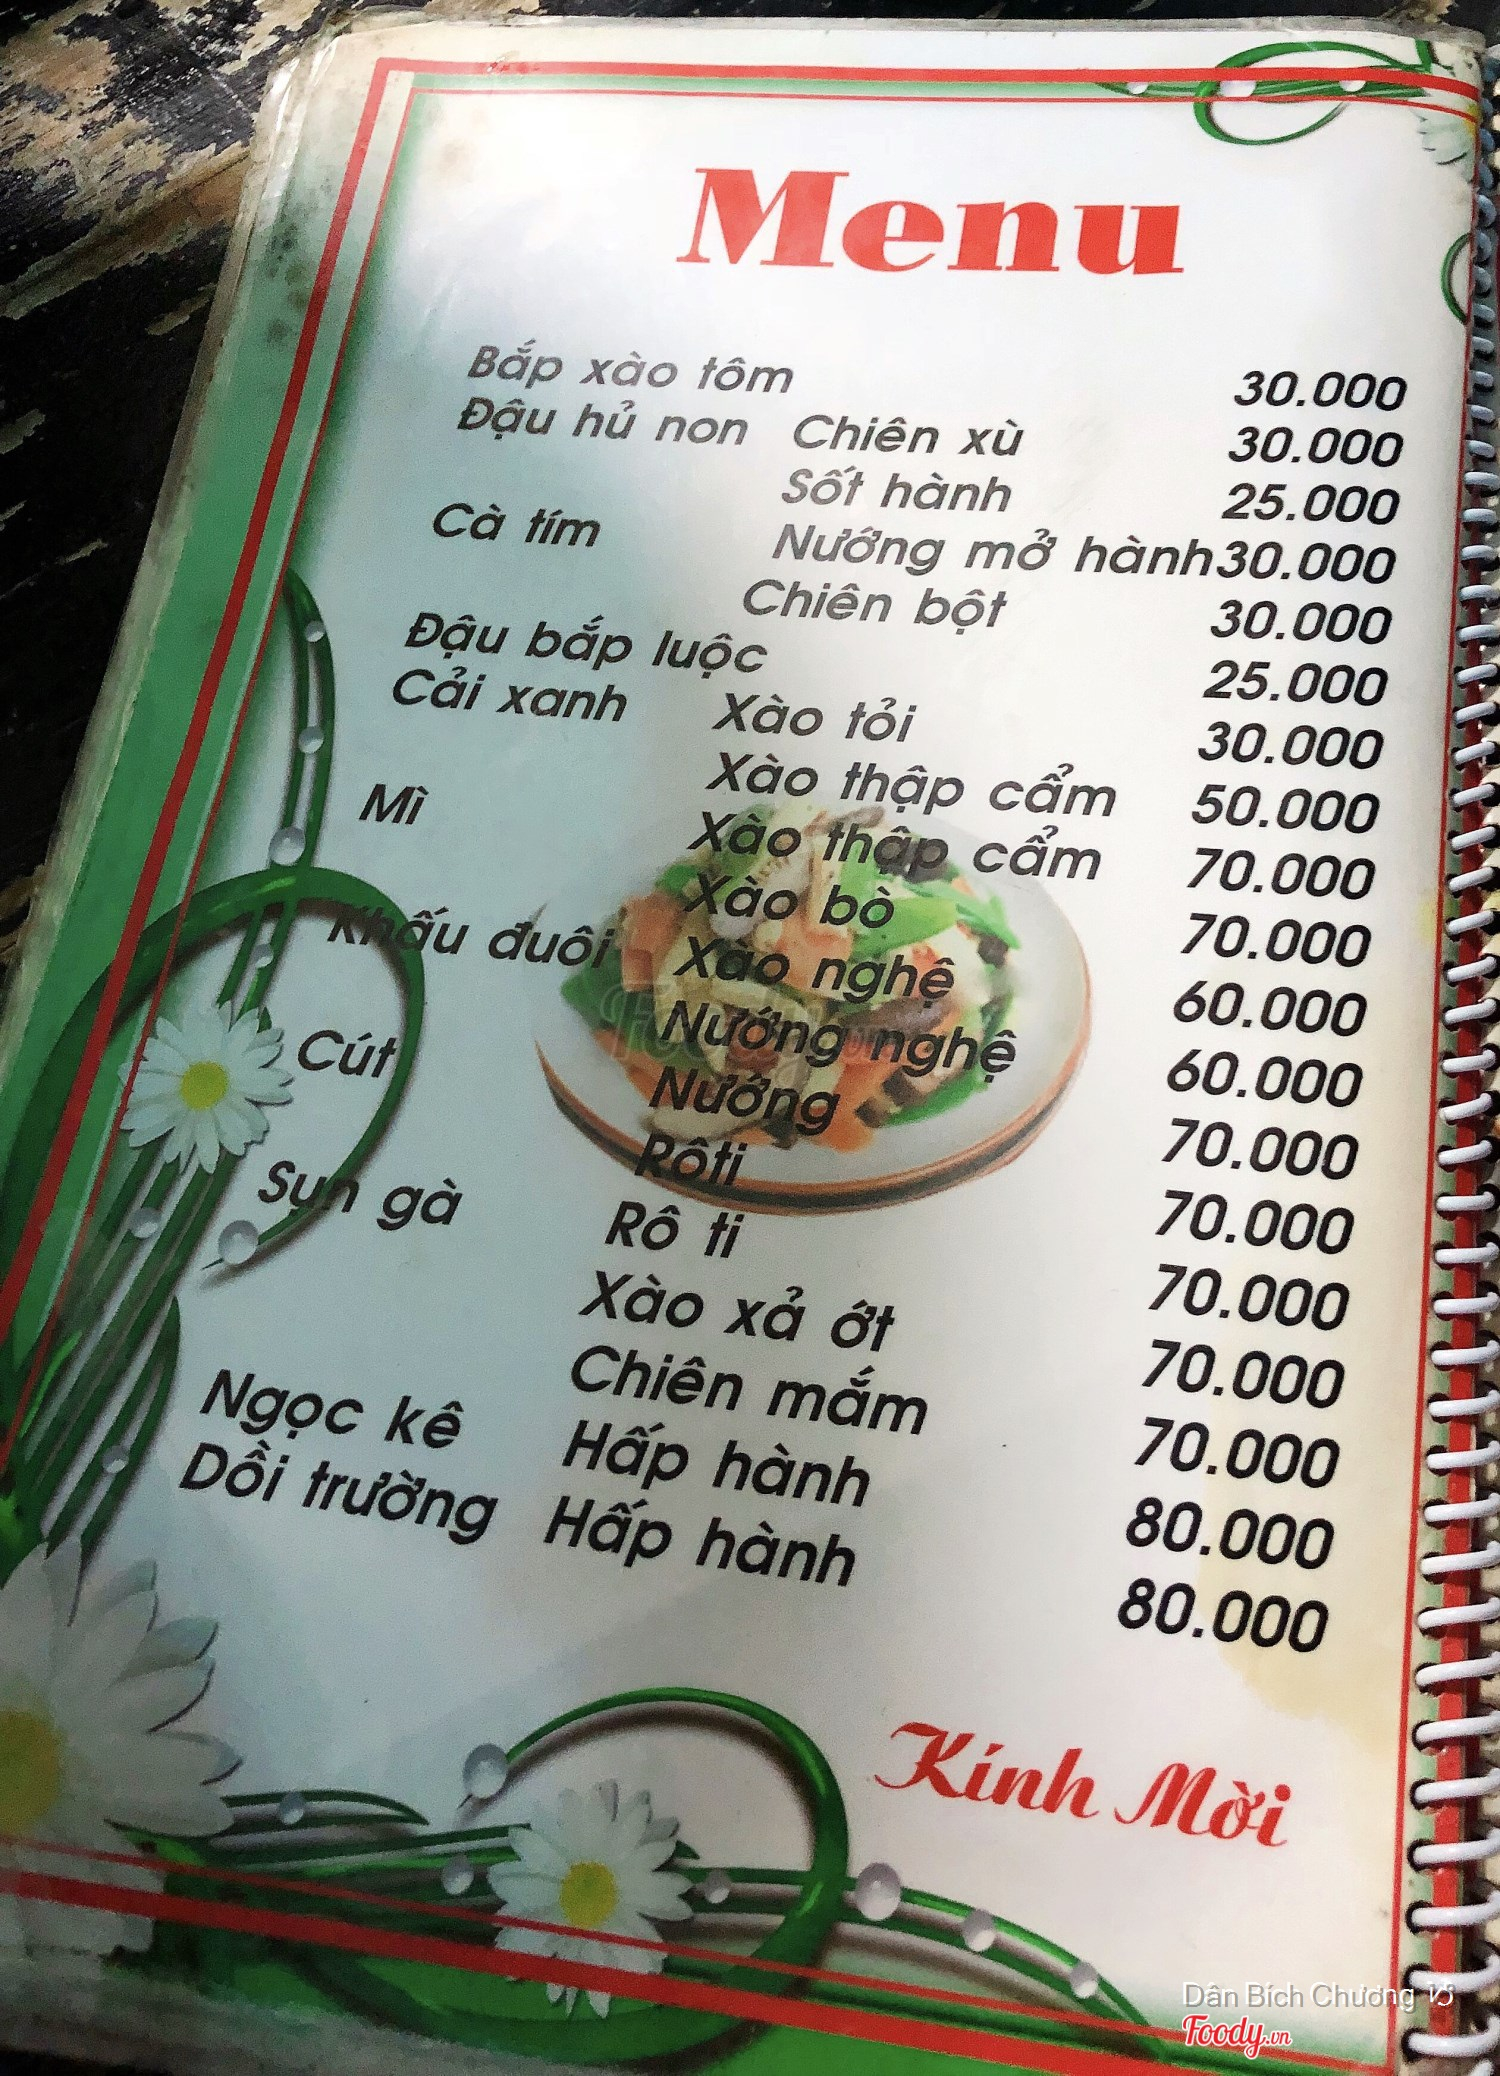 Menu
Bắp xào tôm 30.000
Đậu hủ non Chiên xù 30.000
Sốt hành 25.000
Cà tím Nướng mở hành 30.000
Chiên bột 30.000
Đậu bắp luộc 25.000
Cải xanh Xào tỏi 30.000
Xào thập cẩm 50.000
Mì Xào thập cẩm 70.000
Xào bò 70.000
Khấu đuôi Xào nghệ 60.000
Nướng nghệ 60.000
Cút Nướng 70.000
Rôti 70.000
Sụn gà Rô ti 70.000
Xào xả ớt 70.000
Chiên mắm 70.000
Ngọc kê Hấp hành 80.000
Dồi trường Hấp hành 80.000
Kính Mời
Dân Bích Chương
Foody.vn